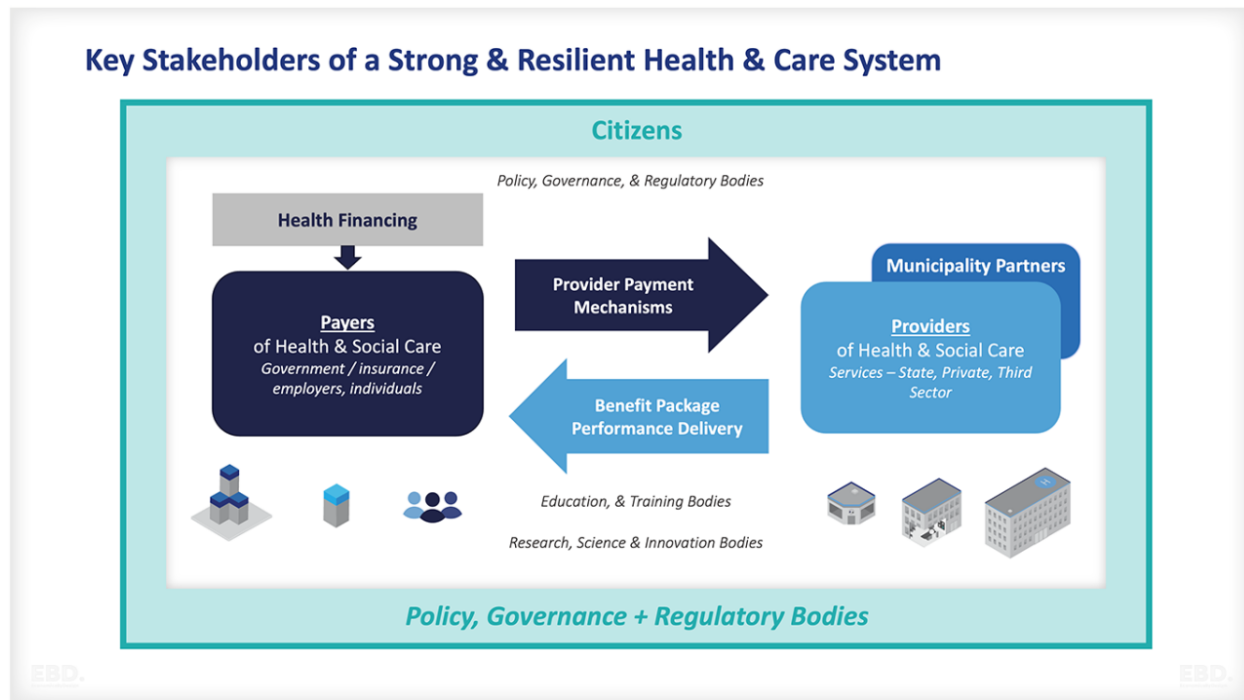 Key Stakeholders of a Strong & Resilient Health & Care System
Citizens
Policy, Governance, & Regulatory Bodies
Health Financing
Payers
of Health & Social Care
Government / insurance /
employers, individuals
Provider Payment
Mechanisms
Benefit Package
Performance Delivery
Municipality Partners
Providers
of Health & Social Care
Services – State, Private, Third
Sector
Education, & Training Bodies
Research, Science & Innovation Bodies
H
Policy, Governance + Regulatory Bodies
EBD.
EBD.